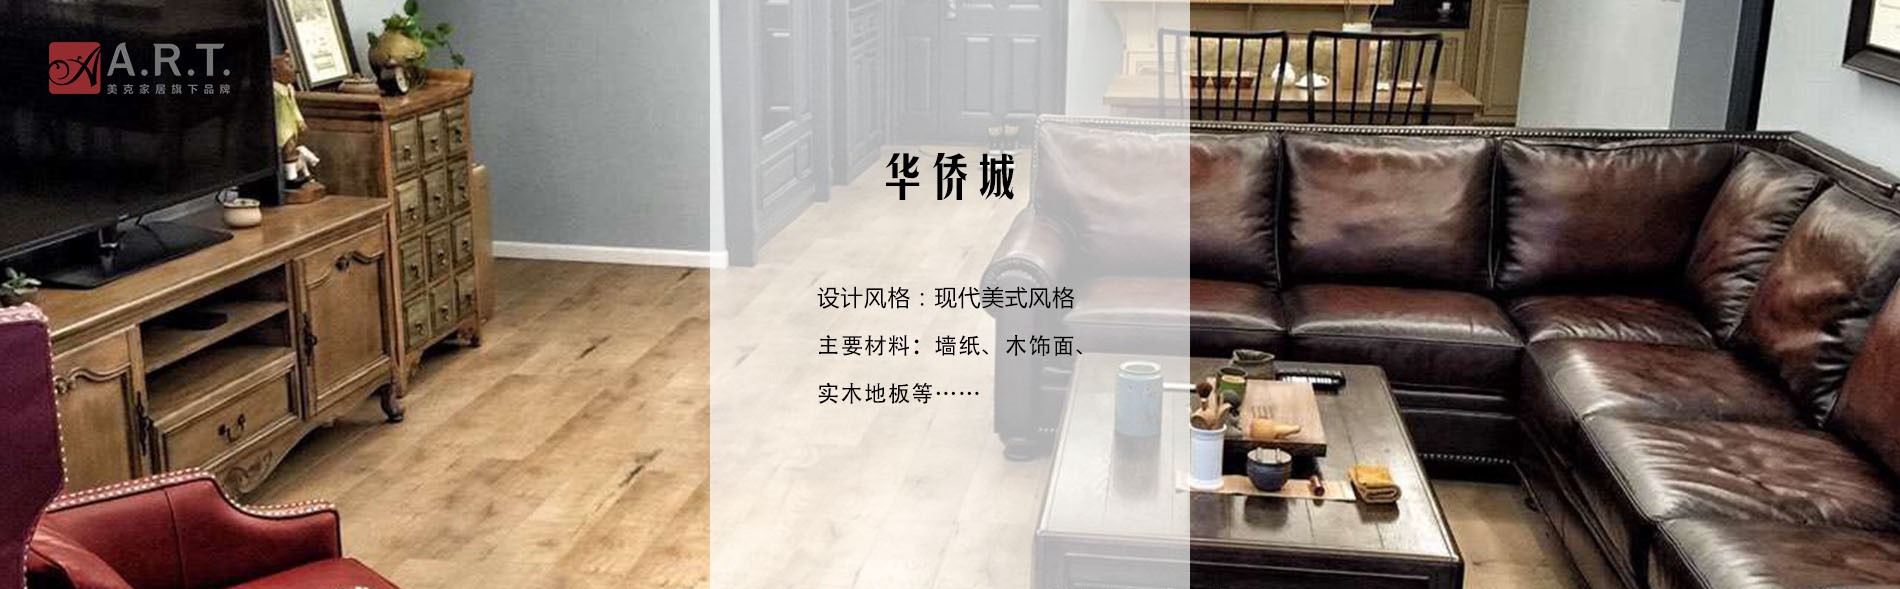 A.R.T.
美克家居旗下品牌
华侨城
设计风格：现代美式风格
主要材料：墙纸、木饰面、
实木地板等……